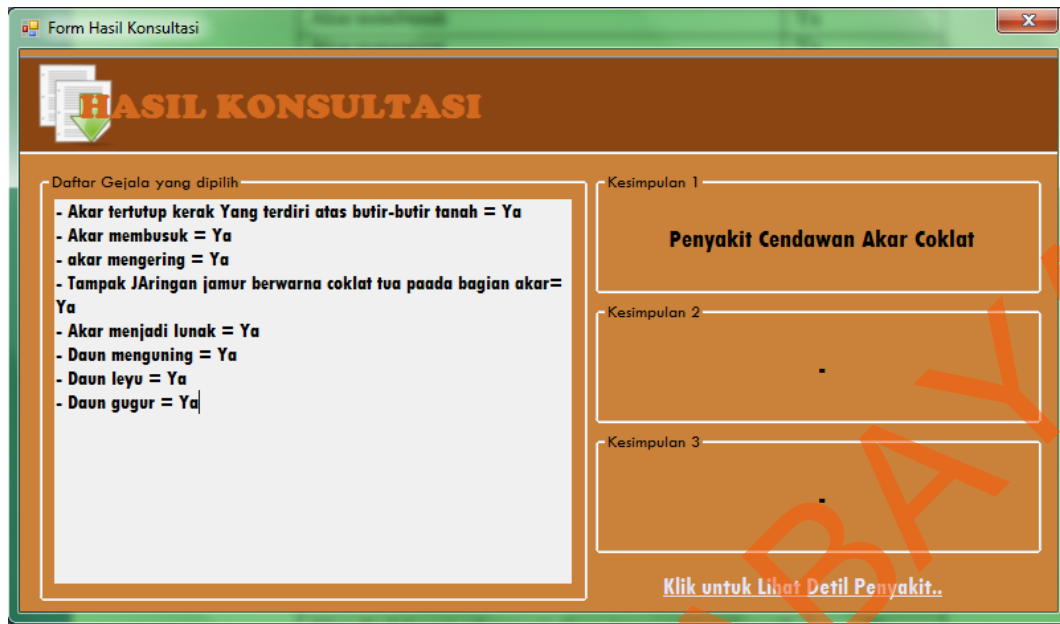 Form Hasil Konsultasi
HASIL KONSULTASI
Daftar Gejala yang dipilih
- Akar tertutup kerak Yang terdiri atas butir-butir tanah = Ya
- Akar membusuk = Ya
- akar mengering = Ya
- Tampak JAringan jamur berwarna coklat tua paada bagian akar=
Ya
- Akar menjadi lunak = Ya
- Daun menguning = Ya
- Daun leyu = Ya
- Daun gugur = Ya
Kesimpulan 1
Penyakit Cendawan Akar Coklat
Kesimpulan 2
-
Kesimpulan 3
-
Klik untuk Lihat Detil Penyakit..
BAY